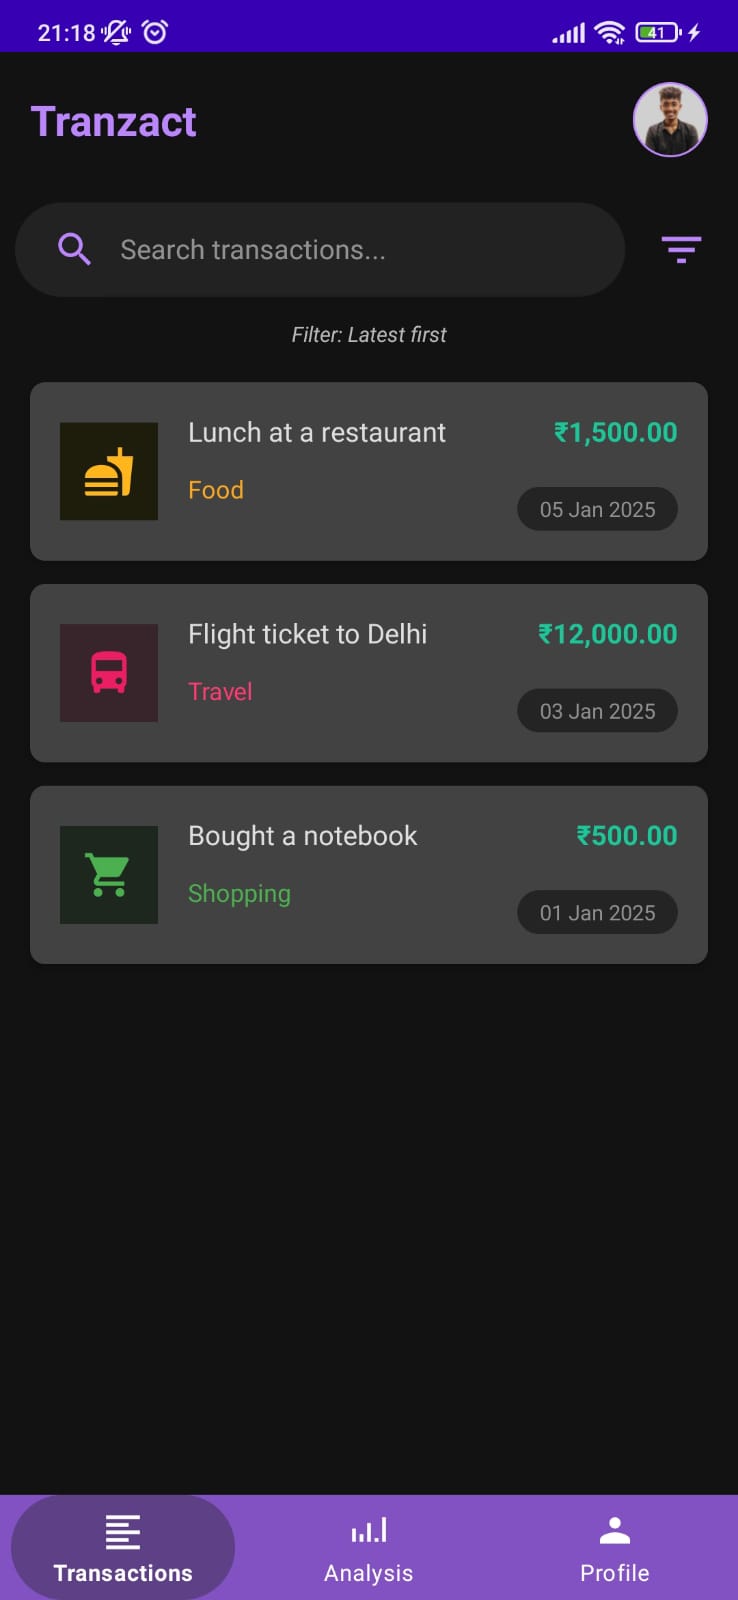 21:18 41
Tranzact
Search transactions...
Filter: Latest first
Lunch at a restaurant ₹1,500.00
Food
05 Jan 2025
Flight ticket to Delhi ₹12,000.00
Travel
03 Jan 2025
Bought a notebook ₹500.00
Shopping
01 Jan 2025
Transactions Analysis Profile